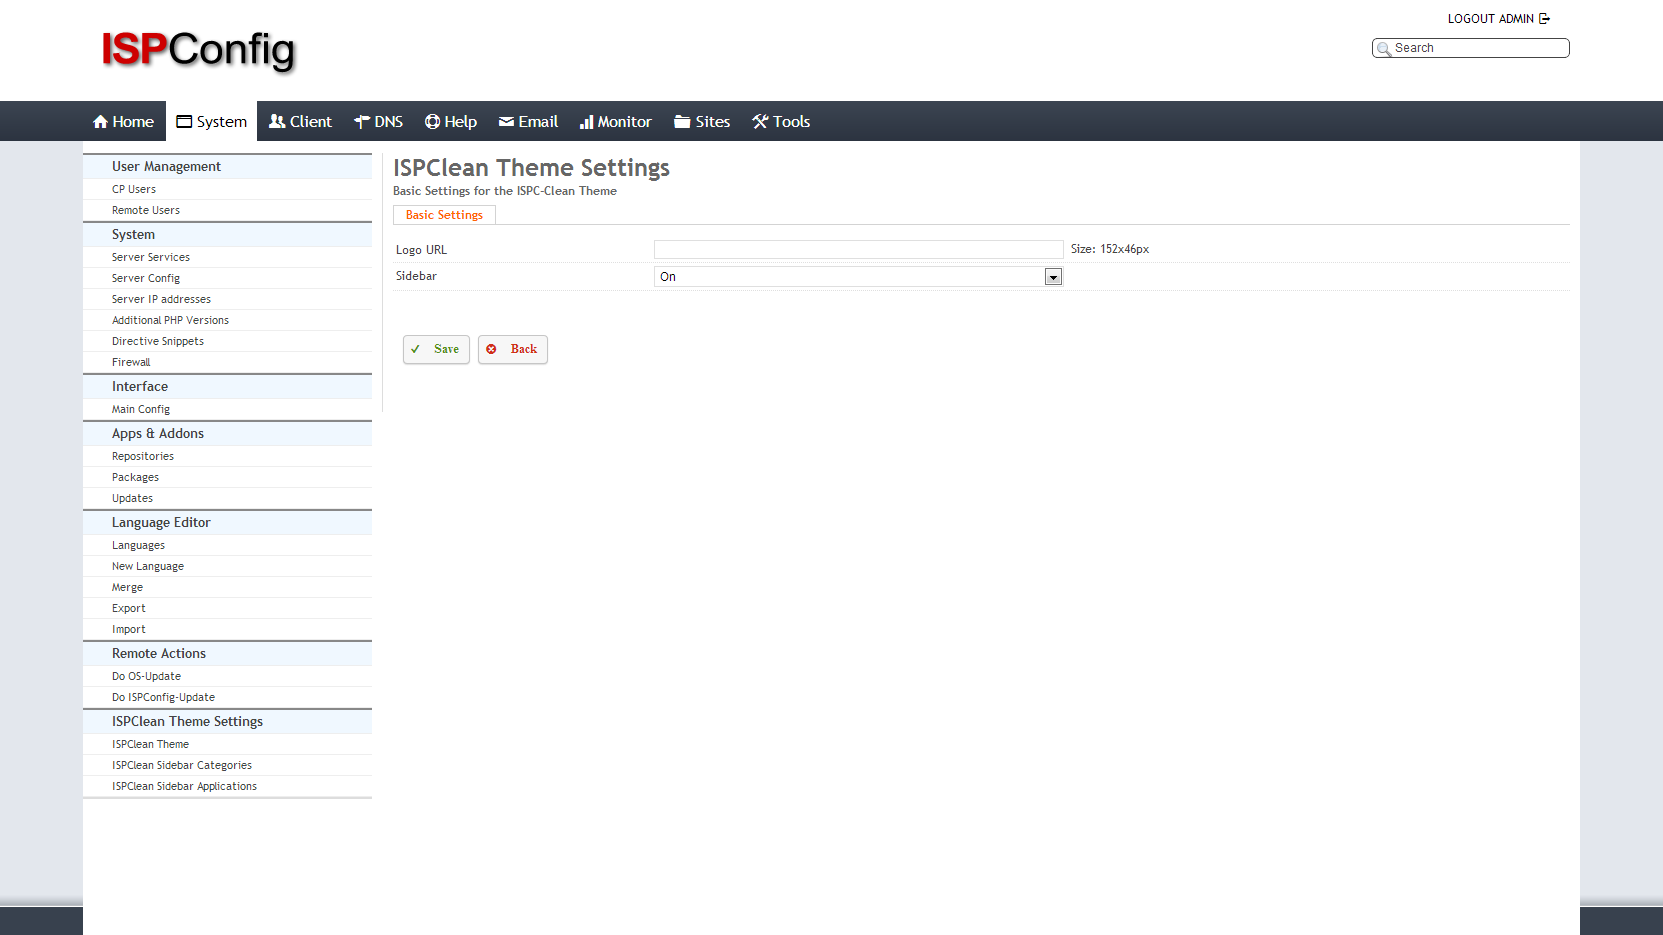 LOGOUT ADMIN
ISPConfig
Search
Home System Client DNS Help Email Monitor Sites Tools
User Management
CP Users
Remote Users
System
Server Services
Server Config
Server IP addresses
Additional PHP Versions
Directive Snippets
Firewall
Interface
Main Config
Apps & Addons
Repositories
Packages
Updates
Language Editor
Languages
New Language
Merge
Export
Import
Remote Actions
Do OS-Update
Do ISPConfig-Update
ISPClean Theme Settings
ISPClean Theme
ISPClean Sidebar Categories
ISPClean Sidebar Applications
ISPClean Theme Settings
Basic Settings for the ISPC-Clean Theme
Basic Settings
Logo URL Size: 152x46px
Sidebar On
Save Back